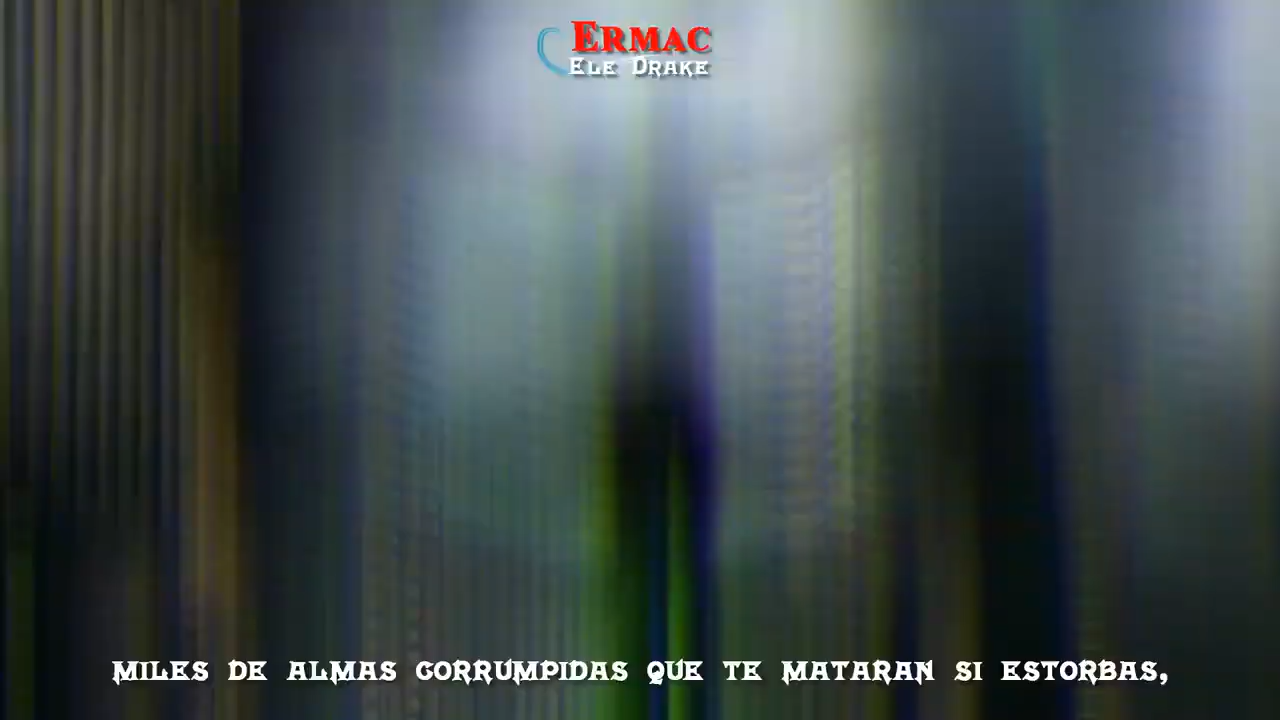 Ermac
Ele Drake
MILES DE ALMAS CORRUMPIDAS QUE TE MATARAN SI ESTORBAS,